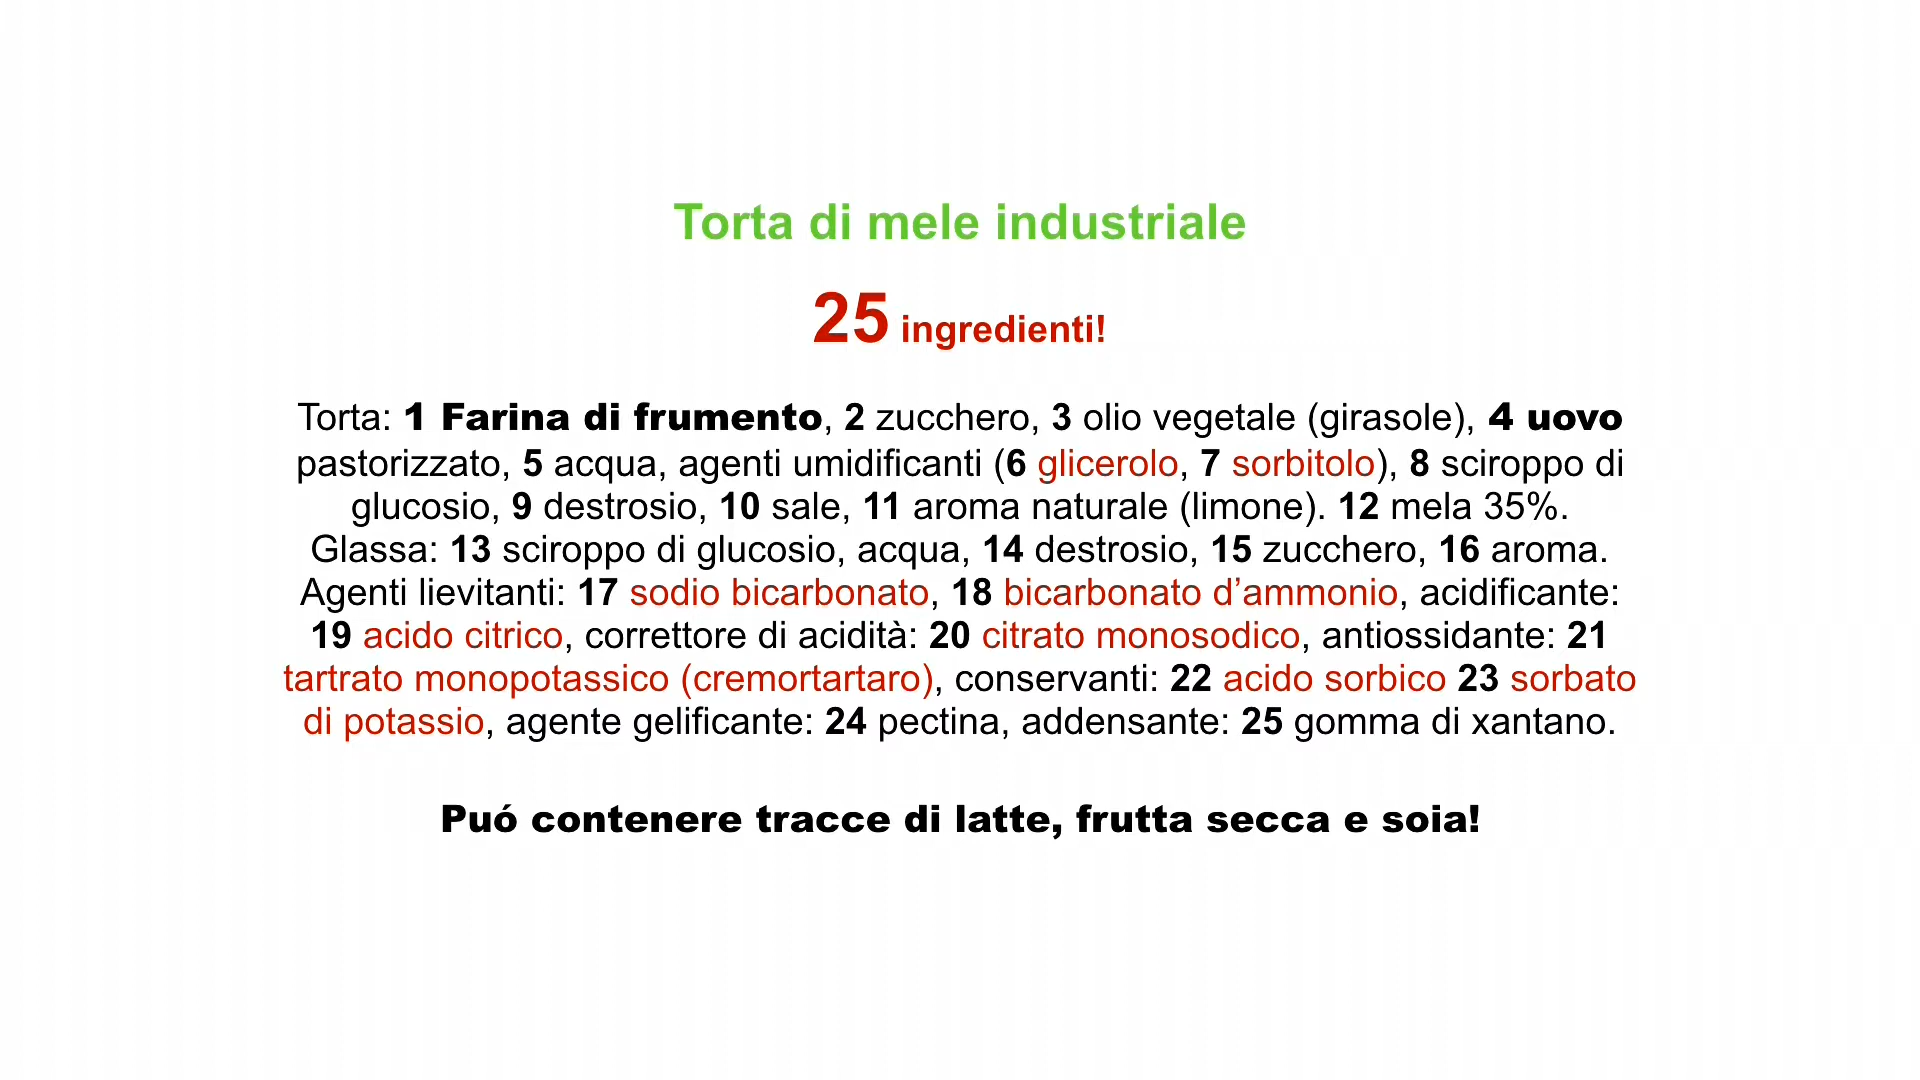 Torta di mele industriale
25 ingredienti!
Torta: 1 Farina di frumento, 2 zucchero, 3 olio vegetale (girasole), 4 uovo
pastorizzato, 5 acqua, agenti umidificanti (6 glicerolo, 7 sorbitolo), 8 sciroppo di
glucosio, 9 destrosio, 10 sale, 11 aroma naturale (limone). 12 mela 35%.
Glassa: 13 sciroppo di glucosio, acqua, 14 destrosio, 15 zucchero, 16 aroma.
Agenti lievitanti: 17 sodio bicarbonato, 18 bicarbonato d’ammonio, acidificante:
19 acido citrico, correttore di acidità: 20 citrato monosodico, antiossidante: 21
tartrato monopotassico (cremortartaro), conservanti: 22 acido sorbico 23 sorbato
di potassio, agente gelificante: 24 pectina, addensante: 25 gomma di xantano.
Puó contenere tracce di latte, frutta secca e soia!